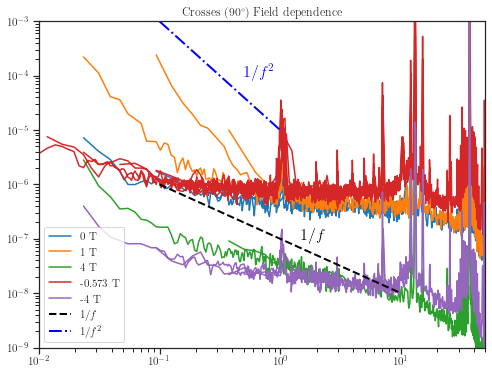 Crosses (90°) Field dependence
10⁻³
10⁻⁴
10⁻⁵
10⁻⁶
10⁻⁷
10⁻⁸
10⁻⁹
1/f²
1/f
0 T
1 T
4 T
-0.573 T
-4 T
1/f
1/f²
10⁻²
10⁻¹
10⁰
10¹